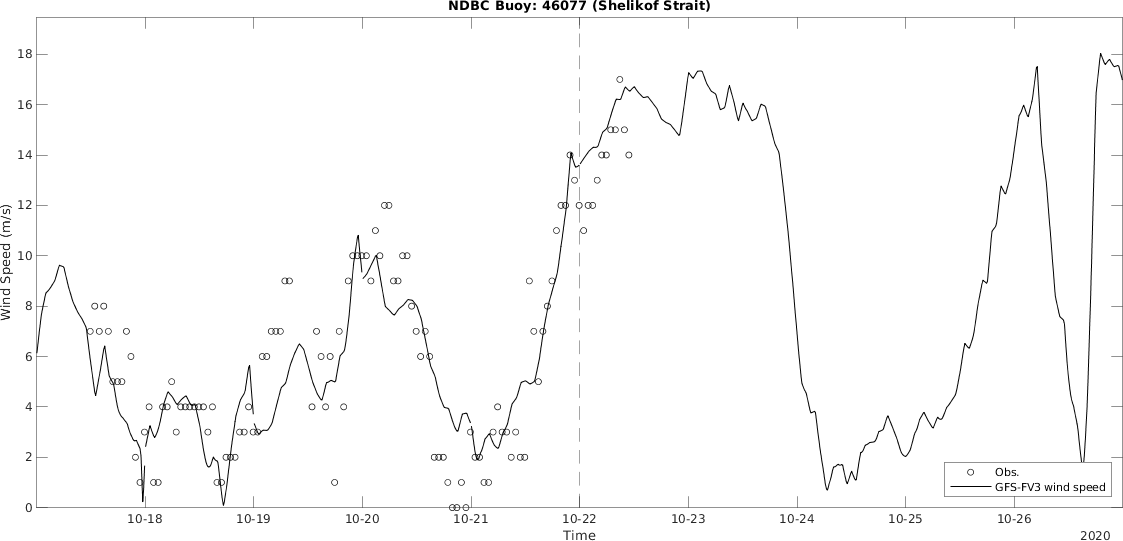 NDBC Buoy: 46077 (Shelikof Strait)
Wind Speed (m/s)
18
16
14
12
10
8
6
4
2
0
10-18 10-19 10-20 10-21 10-22 10-23 10-24 10-25 10-26
Time
2020
Obs.
GFS-FV3 wind speed